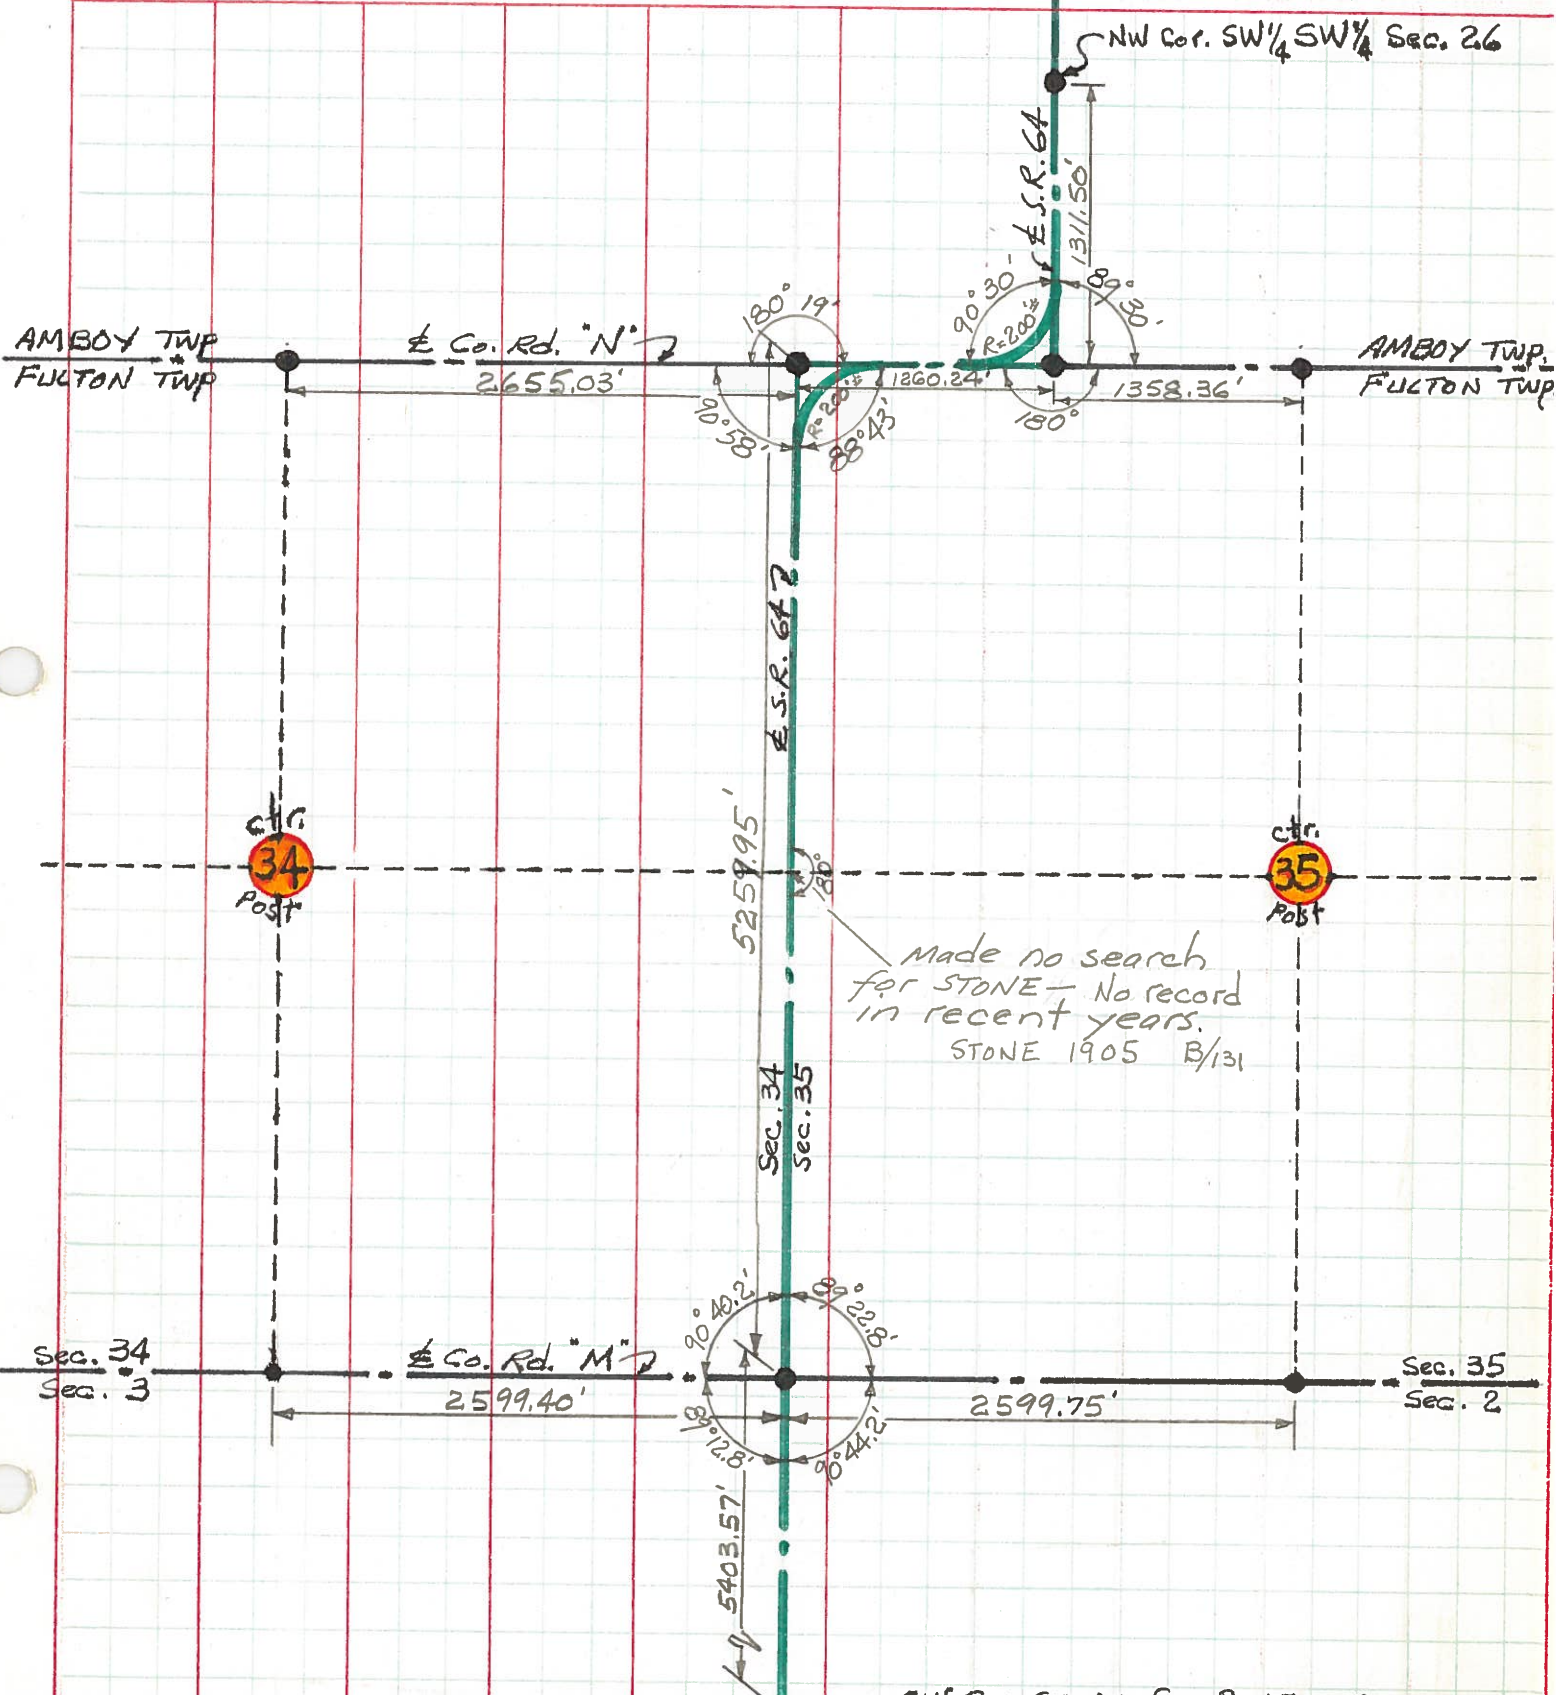 NW Cor. SW¼ SW¼ Sec. 26
℄ S.R. 64
1311.50'
90° 30'
89° 30'
R=200'±
180° 19'
AMBOY TWP
FULTON TWP
℄ Co. Rd. "N"
2655.03'
1260.24'
1358.36'
AMBOY TWP.
FULTON TWP.
90° 58'
R=200'±
88° 43'
180°
℄ S.R. 64
5259.95'
ctr.
34
Post
180°
ctr.
35
Post
Made no search
for STONE — No record
in recent years.
STONE 1905 B/131
Sec. 34
Sec. 35
90° 40.2'
89° 22.8'
Sec. 34
Sec. 3
℄ Co. Rd. "M"
2599.40'
2599.75'
Sec. 35
Sec. 2
89° 12.8'
90° 44.2'
5403.57'